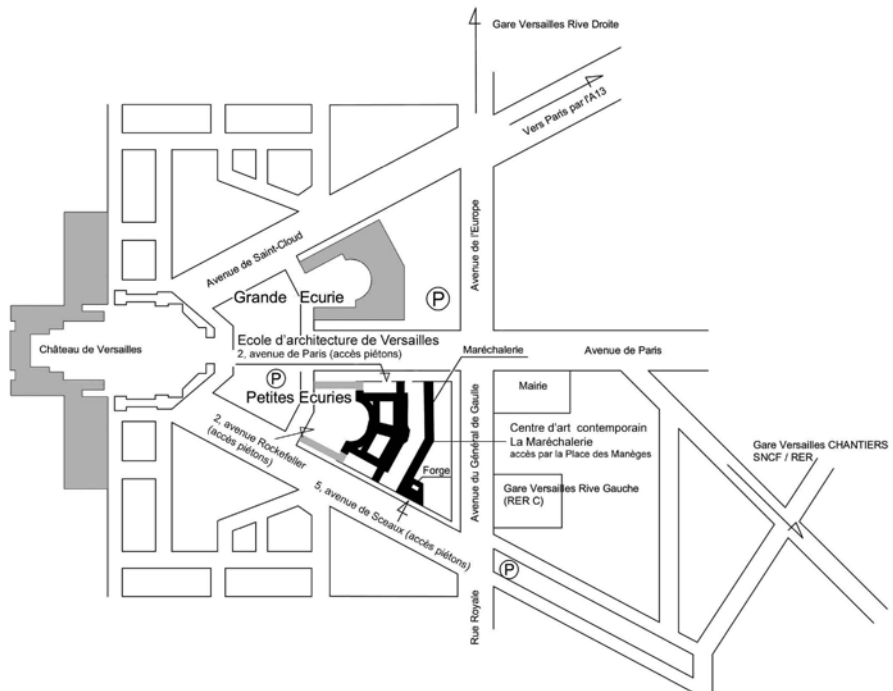 Gare Versailles Rive Droite
Vers Paris par l'A13
Avenue de l'Europe
Avenue de Saint-Cloud
Grande Ecurie
P
Château de Versailles
Ecole d'architecture de Versailles
2, avenue de Paris (accès piétons)
Maréchalerie
Avenue de Paris
P
Petites Ecuries
Mairie
2, avenue Rockefeller
(accès piétons)
Avenue du Général de Gaulle
Centre d'art contemporain
La Maréchalerie
accès par la Place des Manèges
Gare Versailles CHANTIERS
SNCF / RER
Forge
Gare Versailles Rive Gauche
(RER C)
5, avenue de Sceaux (accès piétons)
P
Rue Royale